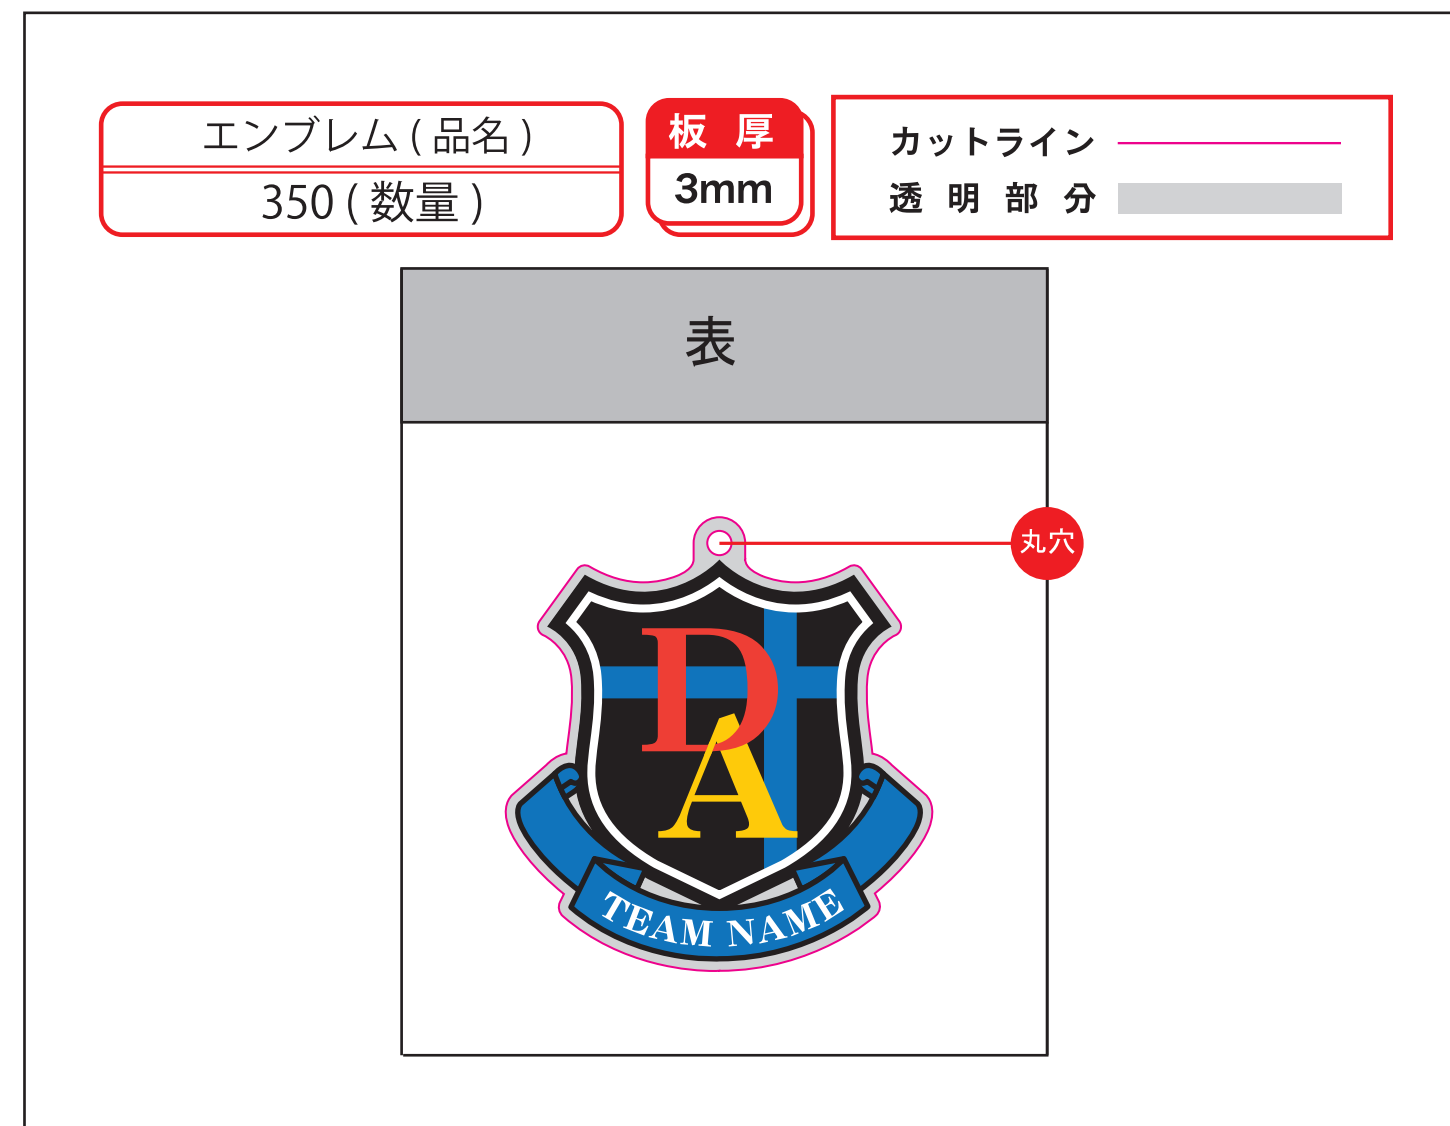 エンブレム ( 品名 )
350 ( 数量 )
板 厚
3mm
カットライン
透 明 部 分
表
丸穴
D
A
TEAM NAME